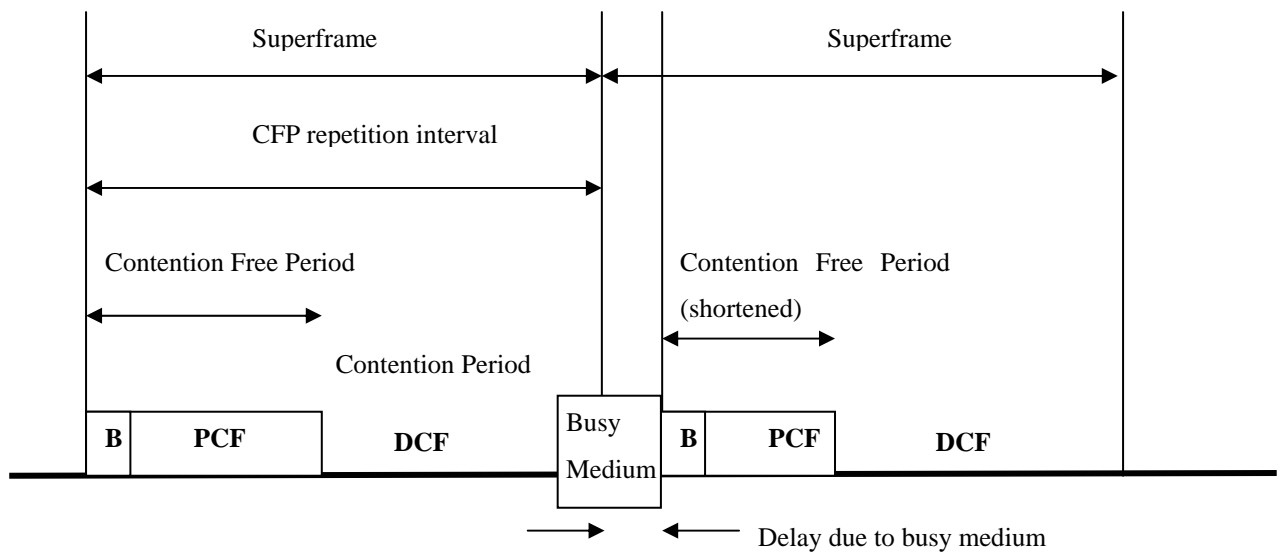 Superframe
Superframe
CFP repetition interval
Contention Free Period
Contention Free Period
(shortened)
Contention Period
B
PCF
DCF
Busy
Medium
B
PCF
DCF
Delay due to busy medium